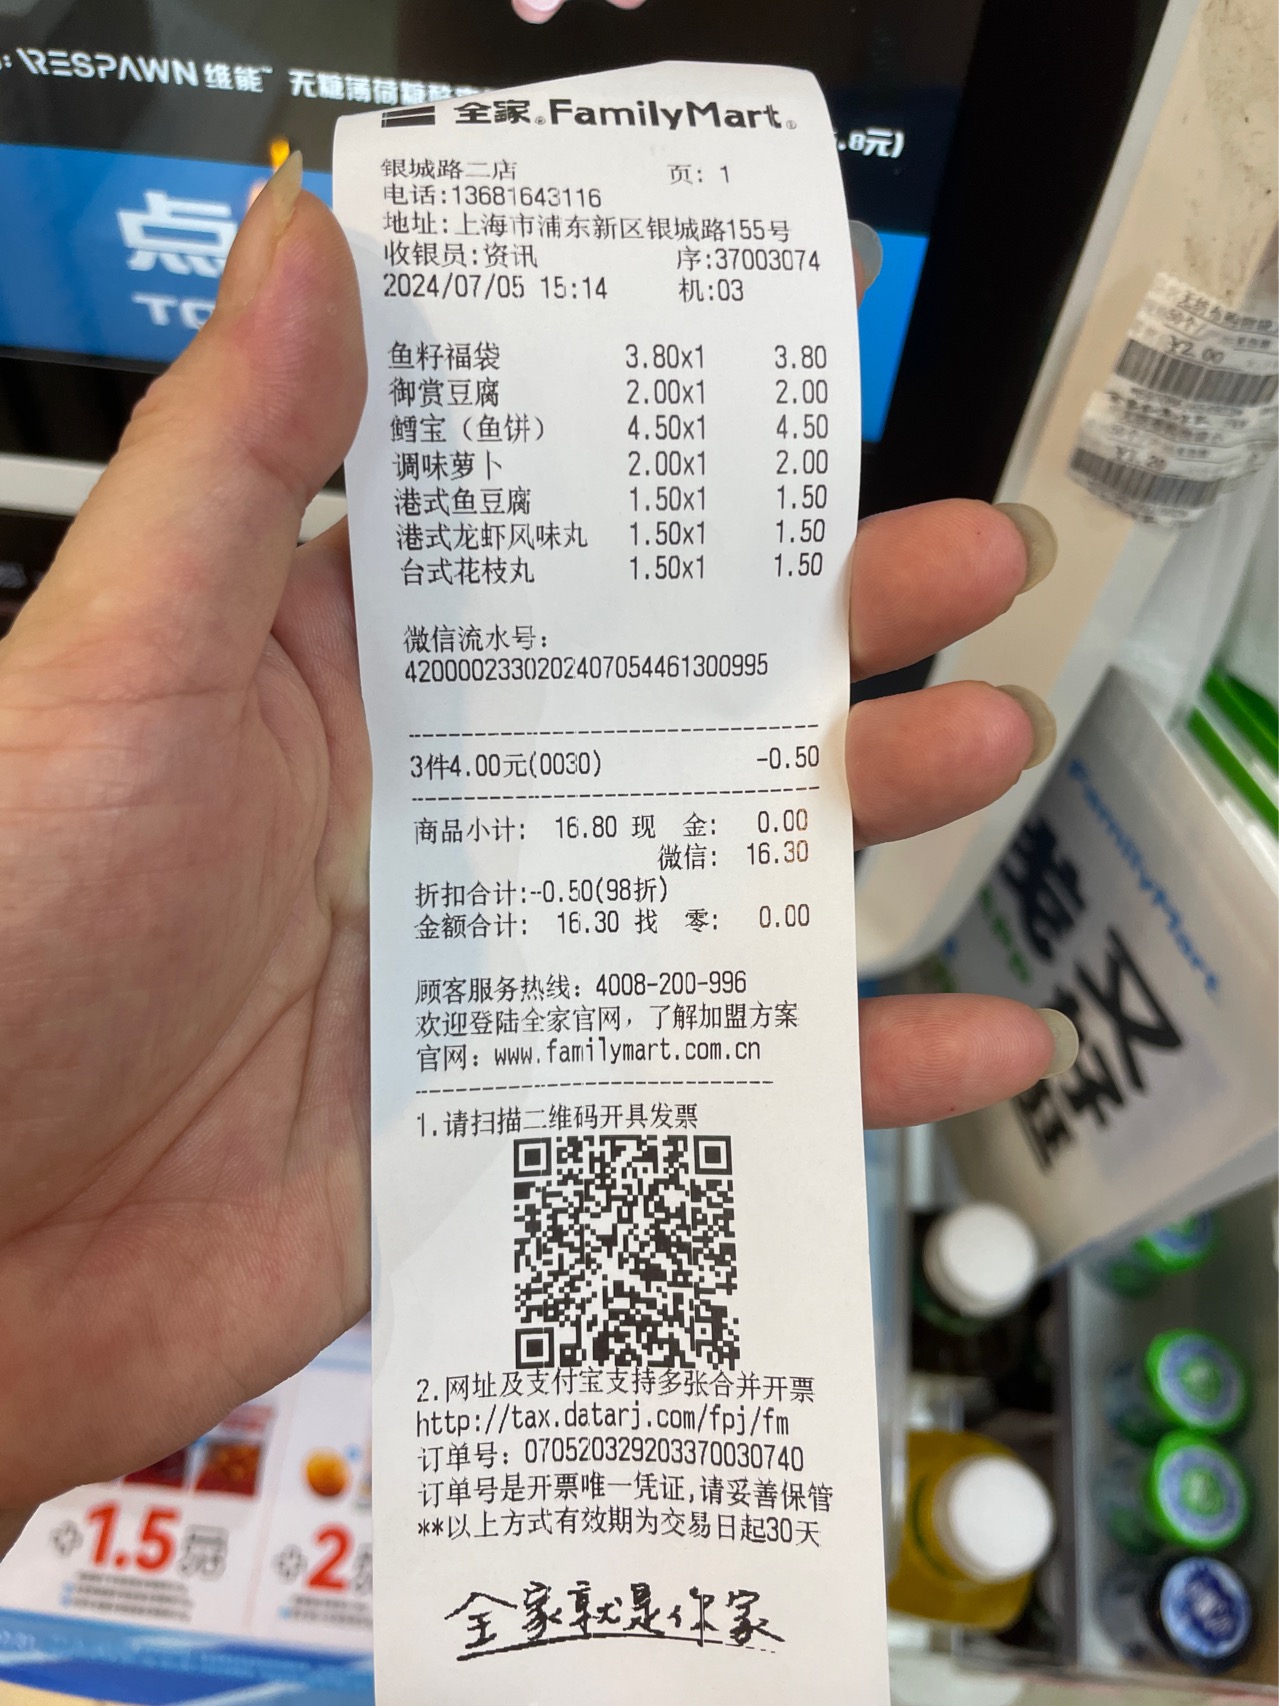 RESPAWN 维能 无糖薄荷糖
.8元)
点
全家 FamilyMart
银城路二店 页: 1
电话:13681643116
地址:上海市浦东新区银城路155号
收银员:资讯 序:37003074
2024/07/05 15:14 机:03
鱼籽福袋 3.80x1 3.80
御赏豆腐 2.00x1 2.00
鳕宝（鱼饼） 4.50x1 4.50
调味萝卜 2.00x1 2.00
港式鱼豆腐 1.50x1 1.50
港式龙虾风味丸 1.50x1 1.50
台式花枝丸 1.50x1 1.50
微信流水号:
4200002330202407054461300995
3件4.00元(0030) -0.50
商品小计: 16.80 现 金: 0.00
微信: 16.30
折扣合计:-0.50(98折)
金额合计: 16.30 找 零: 0.00
顾客服务热线: 4008-200-996
欢迎登陆全家官网，了解加盟方案
官网: www.familymart.com.cn
1.请扫描二维码开具发票
2.网址及支付宝支持多张合并开票
http://tax.datarj.com/fpj/fm
订单号: 070520329203370030740
订单号是开票唯一凭证,请妥善保管
**以上方式有效期为交易日起30天
全家就是你家
¥2.00
FamilyMart
+1.5元
+2